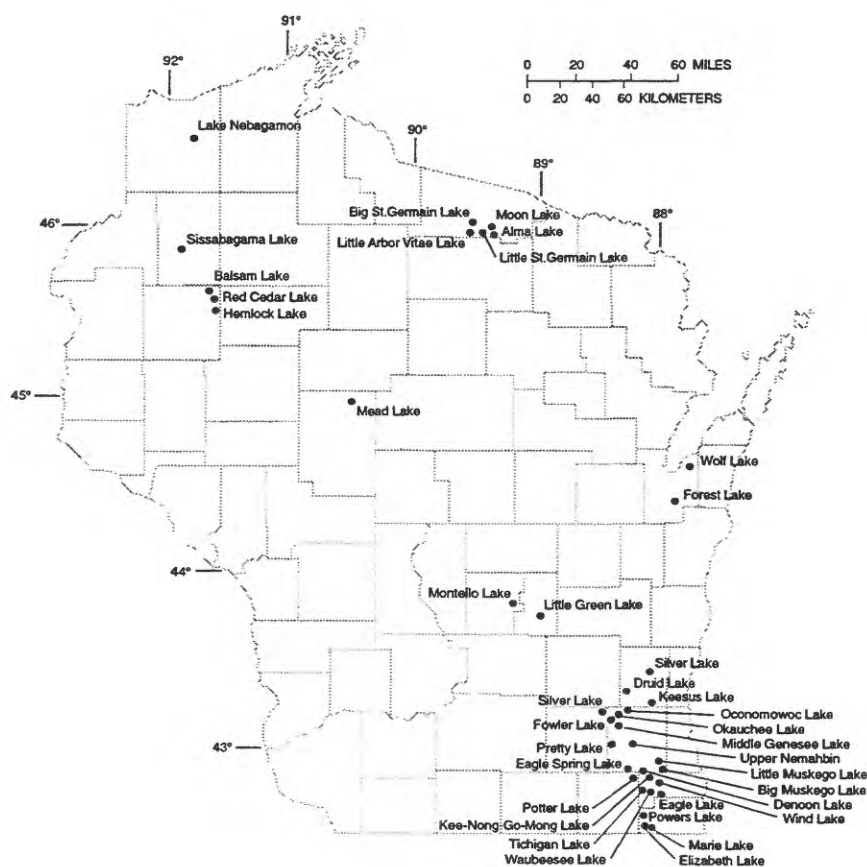 91°
92°
0 20 40 60 MILES
0 20 40 60 KILOMETERS
Lake Nebagamon
90°
89°
88°
46°
Big St.Germain Lake
Moon Lake
Alma Lake
Little Arbor Vitae Lake
Little St.Germain Lake
Sissabagama Lake
Balsam Lake
Red Cedar Lake
Hemlock Lake
45°
Mead Lake
Wolf Lake
Forest Lake
44°
Montello Lake
Little Green Lake
Silver Lake
Druid Lake
Keesus Lake
Silver Lake
Oconomowoc Lake
Fowler Lake
Okauchee Lake
43°
Middle Genesee Lake
Pretty Lake
Upper Nemahbin
Eagle Spring Lake
Little Muskego Lake
Big Muskego Lake
Potter Lake
Eagle Lake
Denoon Lake
Powers Lake
Wind Lake
Kee-Nong-Go-Mong Lake
Tichigan Lake
Marie Lake
Waubeesee Lake
Elizabeth Lake